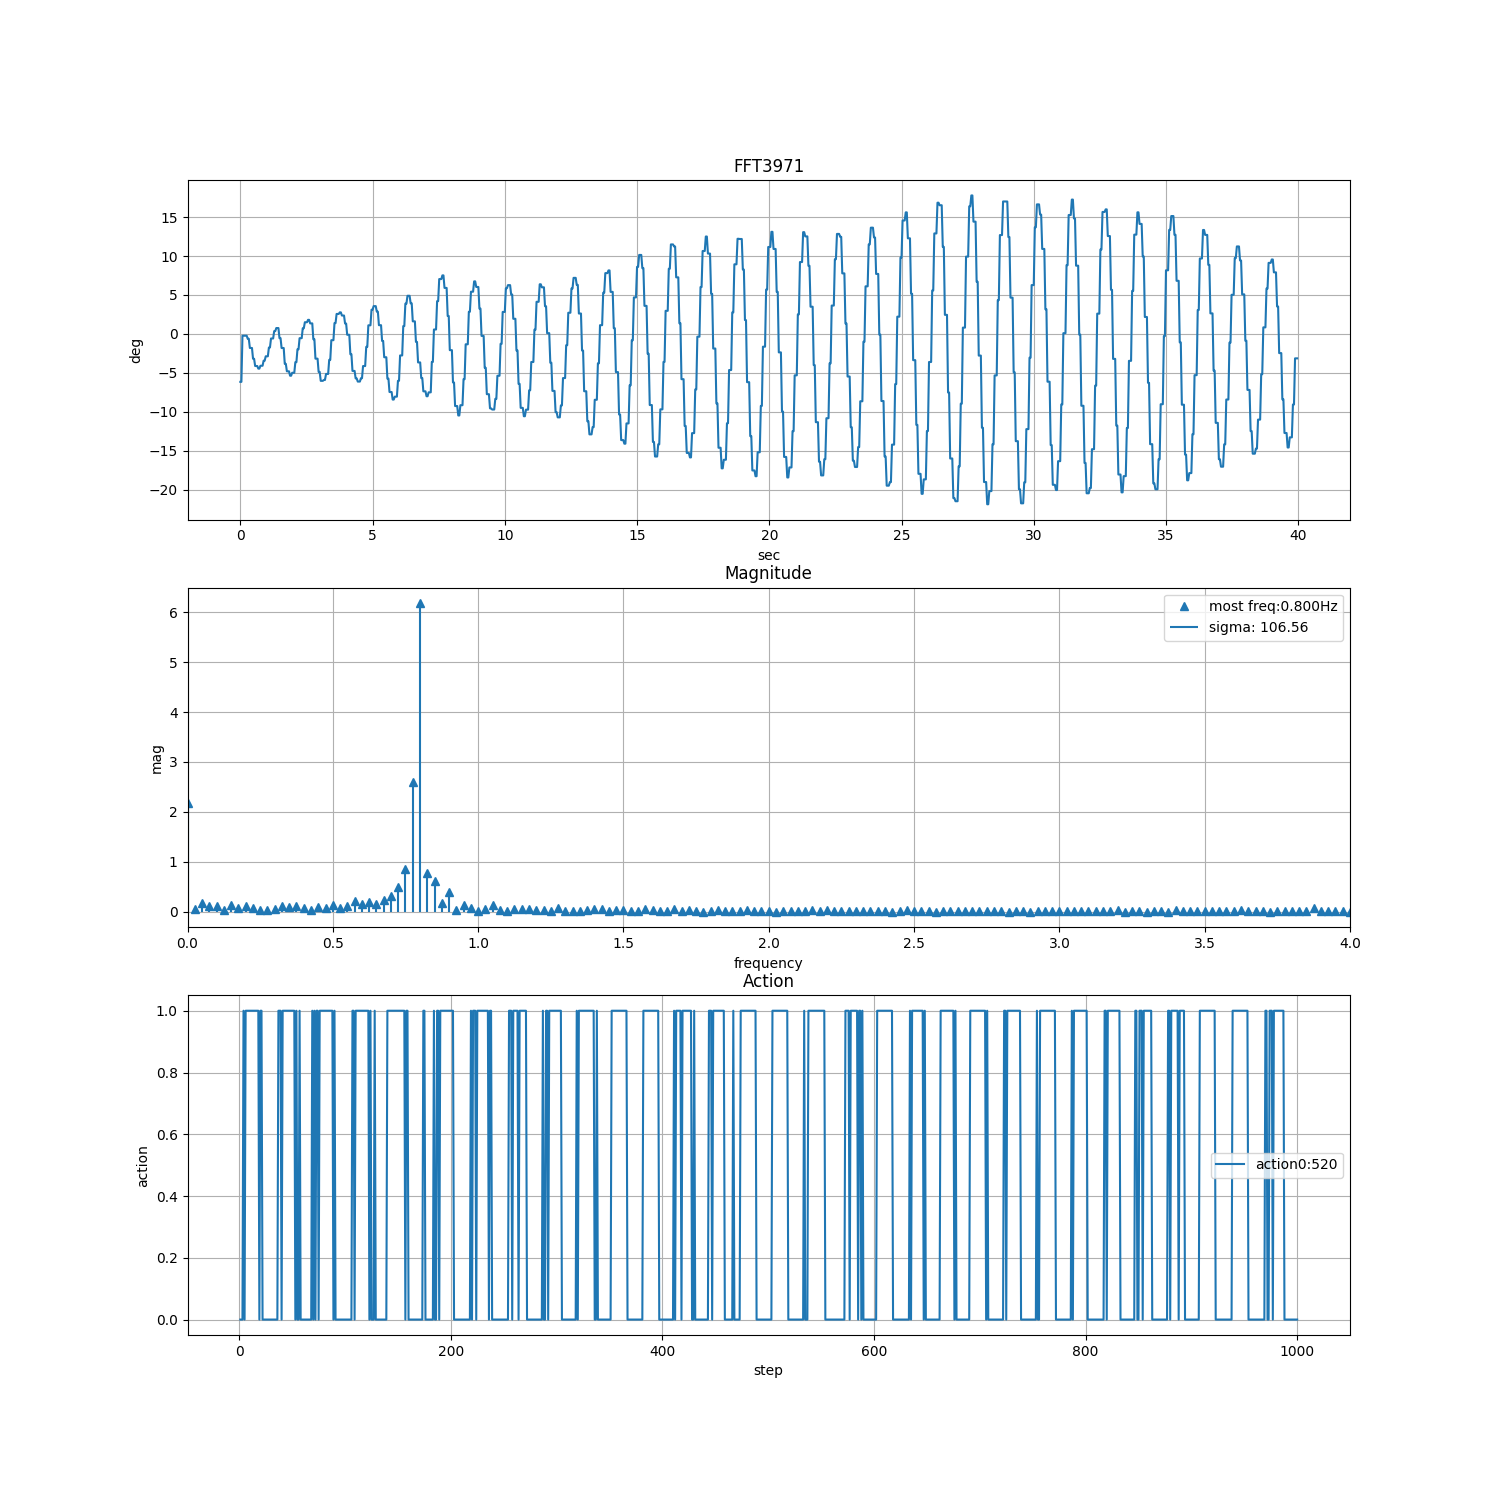 FFT3971
15
10
5
0
−5
−10
−15
−20
deg
0 5 10 15 20 25 30 35 40
sec
Magnitude
6
5
4
3
2
1
0
mag
most freq:0.800Hz
sigma: 106.56
0.0 0.5 1.0 1.5 2.0 2.5 3.0 3.5 4.0
frequency
Action
1.0
0.8
0.6
0.4
0.2
0.0
action
action0:520
0 200 400 600 800 1000
step